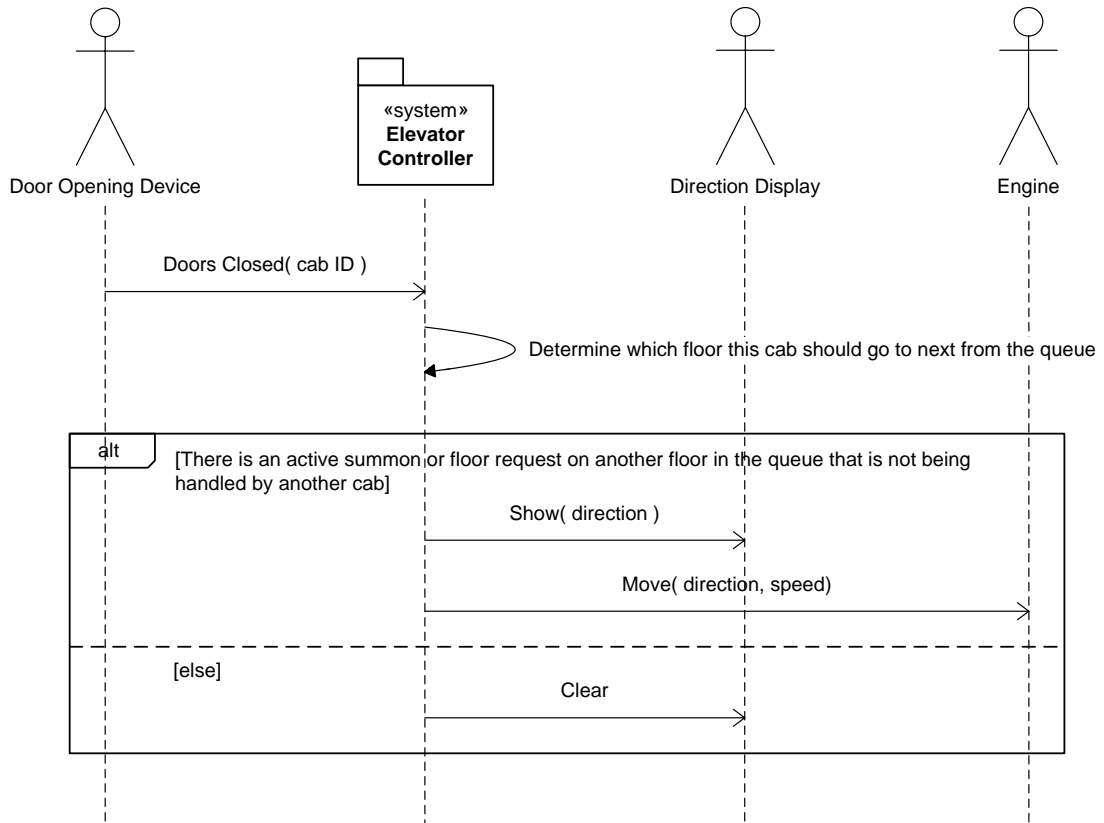 «system»
Elevator
Controller
Door Opening Device
Direction Display
Engine
Doors Closed( cab ID )
Determine which floor this cab should go to next from the queue
alt
[There is an active summon or floor request on another floor in the queue that is not being
handled by another cab]
Show( direction )
Move( direction, speed)
[else]
Clear